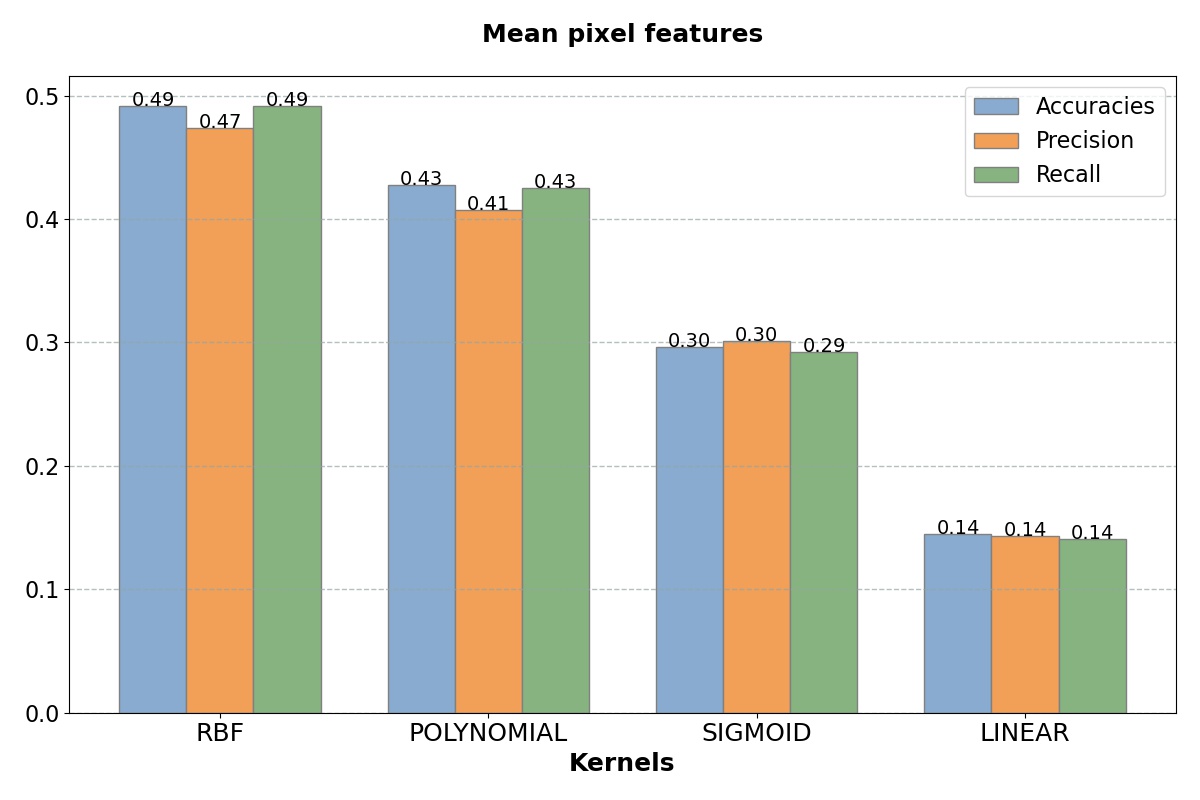 Mean pixel features
0.5
0.4
0.3
0.2
0.1
0.0
0.49
0.47
0.49
0.43
0.41
0.43
0.30
0.30
0.29
0.14
0.14
0.14
Accuracies
Precision
Recall
RBF
POLYNOMIAL
SIGMOID
LINEAR
Kernels